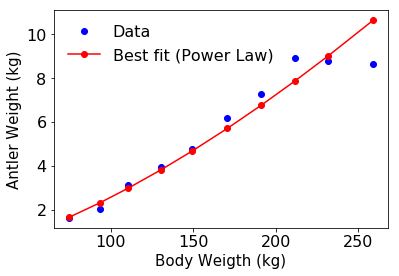 Data
Best fit (Power Law)
10
8
6
4
2
Antler Weight (kg)
100
150
200
250
Body Weigth (kg)